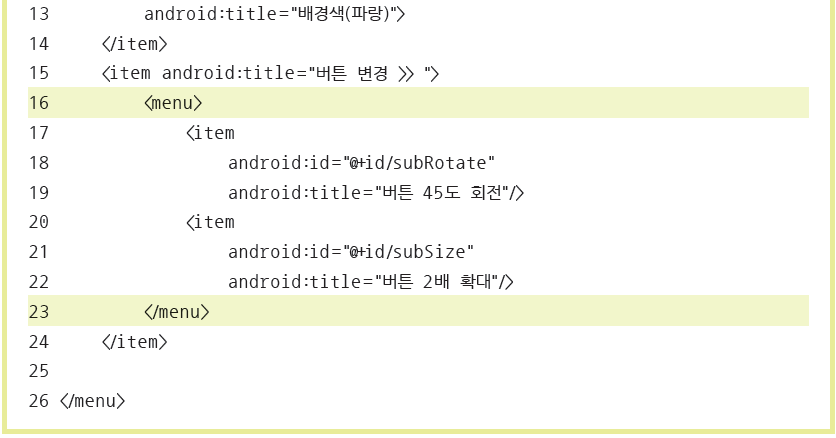 13         android:title="배경색(파랑)">
14     </item>
15     <item android:title="버튼 변경 >> ">
16         <menu>
17             <item
18                 android:id="@+id/subRotate"
19                 android:title="버튼 45도 회전"/>
20             <item
21                 android:id="@+id/subSize"
22                 android:title="버튼 2배 확대"/>
23         </menu>
24     </item>
25
26 </menu>